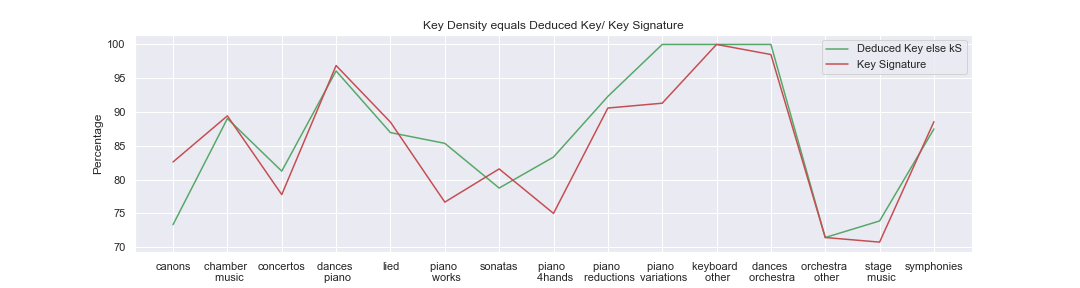 Key Density equals Deduced Key/ Key Signature
Deduced Key else kS
Key Signature
Percentage
100
95
90
85
80
75
70
canons
chamber
music
concertos
dances
piano
lied
piano
works
sonatas
piano
4hands
piano
reductions
piano
variations
keyboard
other
dances
orchestra
orchestra
other
stage
music
symphonies